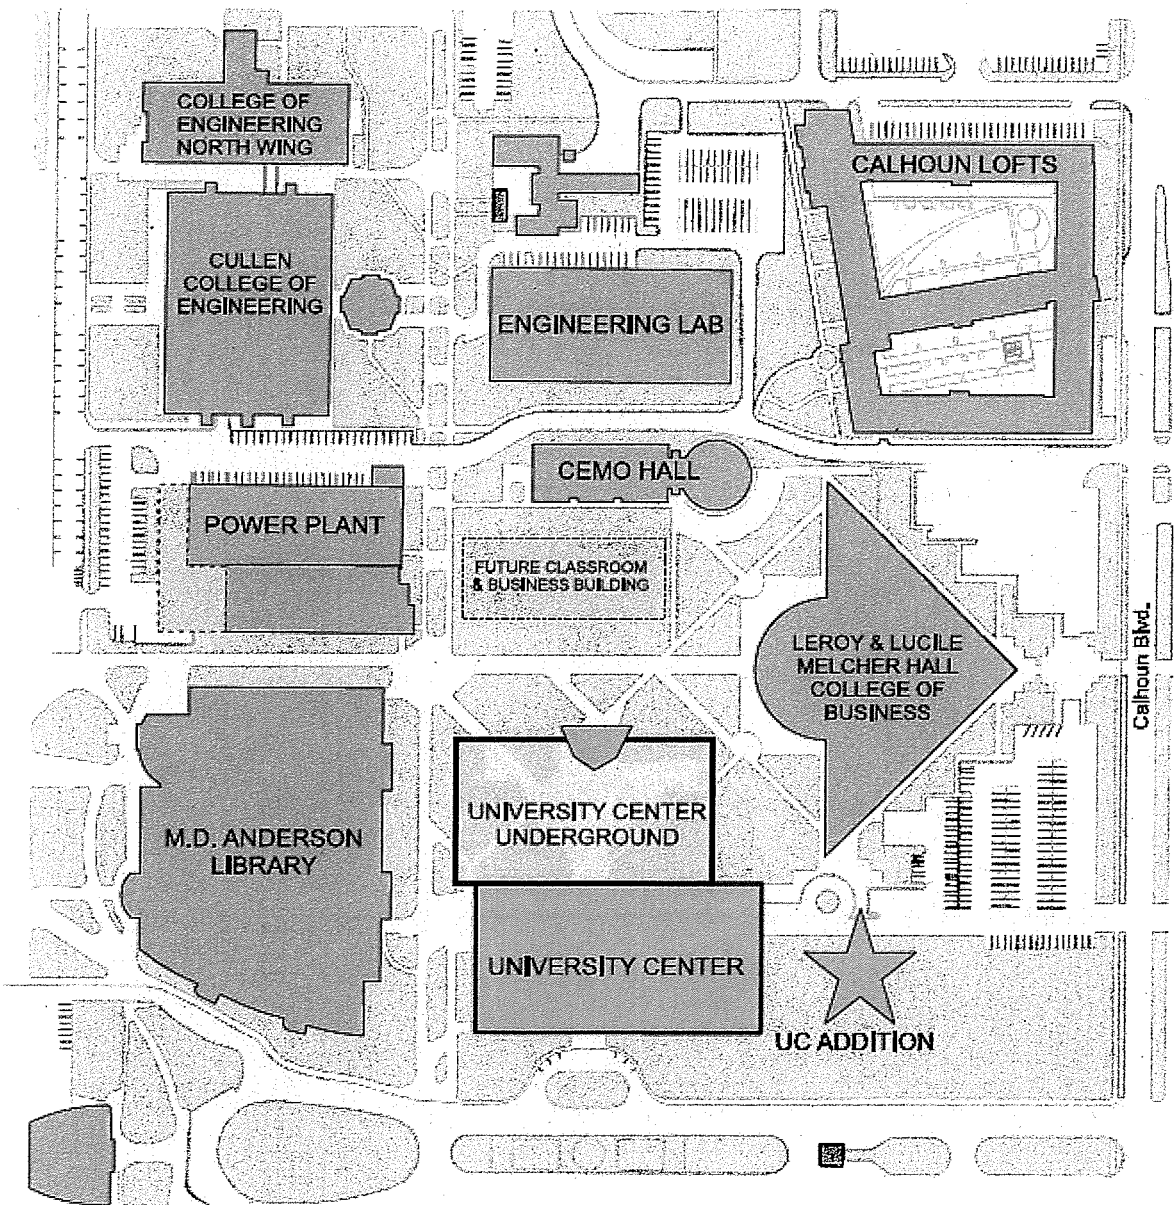 COLLEGE OF
ENGINEERING
NORTH WING
CALHOUN LOFTS
CULLEN
COLLEGE OF
ENGINEERING
ENGINEERING LAB
CEMO HALL
POWER PLANT
FUTURE CLASSROOM
& BUSINESS BUILDING
LEROY & LUCILE
MELCHER HALL
COLLEGE OF
BUSINESS
Calhoun Blvd.
UNIVERSITY CENTER
UNDERGROUND
M.D. ANDERSON
LIBRARY
UNIVERSITY CENTER
UC ADDITION